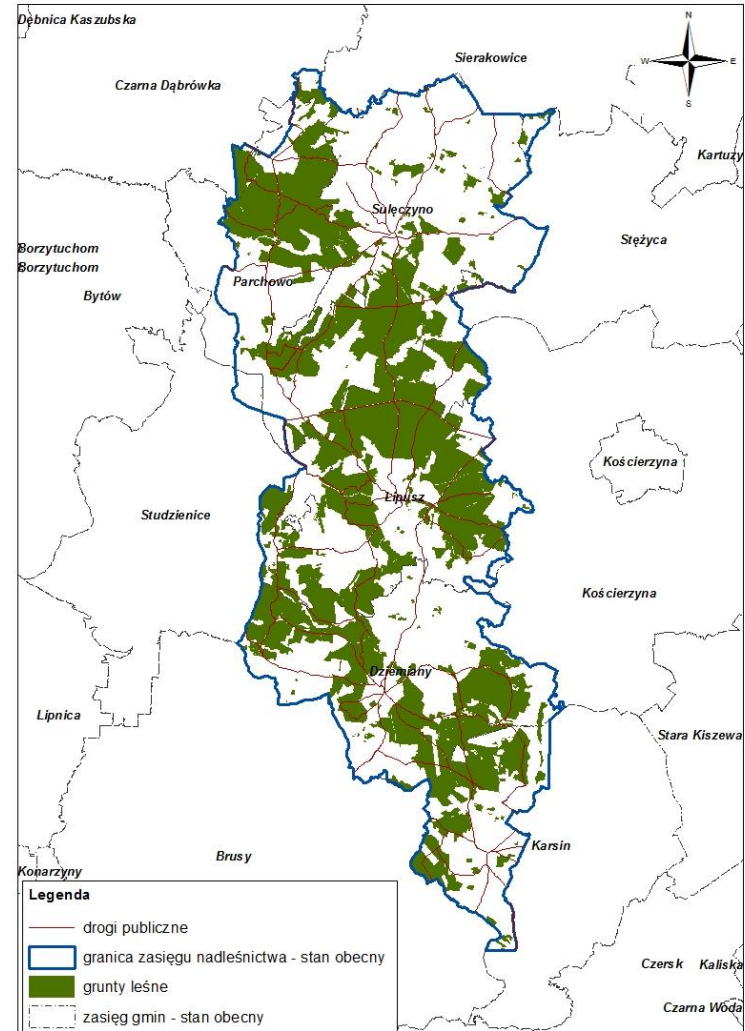 Dębnica Kaszubska
N
Sierakowice
W E
Czarna Dąbrówka
S
Kartuzy
Sulęczyno
Stężyca
Borzytuchom
Borzytuchom
Parchowo
Bytów
Kościerzyna
Lipusz
Studzienice
Kościerzyna
Dziemiany
Lipnica
Stara Kiszewa
Karsin
Brusy
Konarzyny
Legenda
drogi publiczne
granica zasięgu nadleśnictwa - stan obecny
grunty leśne
zasięg gmin - stan obecny
Czersk Kaliska
Czarna Woda